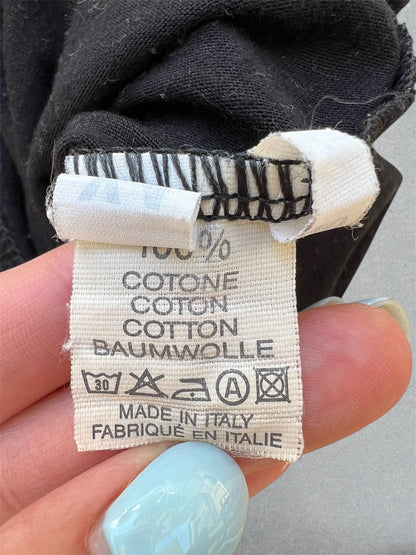 100%
COTONE
COTON
COTTON
BAUMWOLLE
30 A
MADE IN ITALY
FABRIQUÉ EN ITALIE